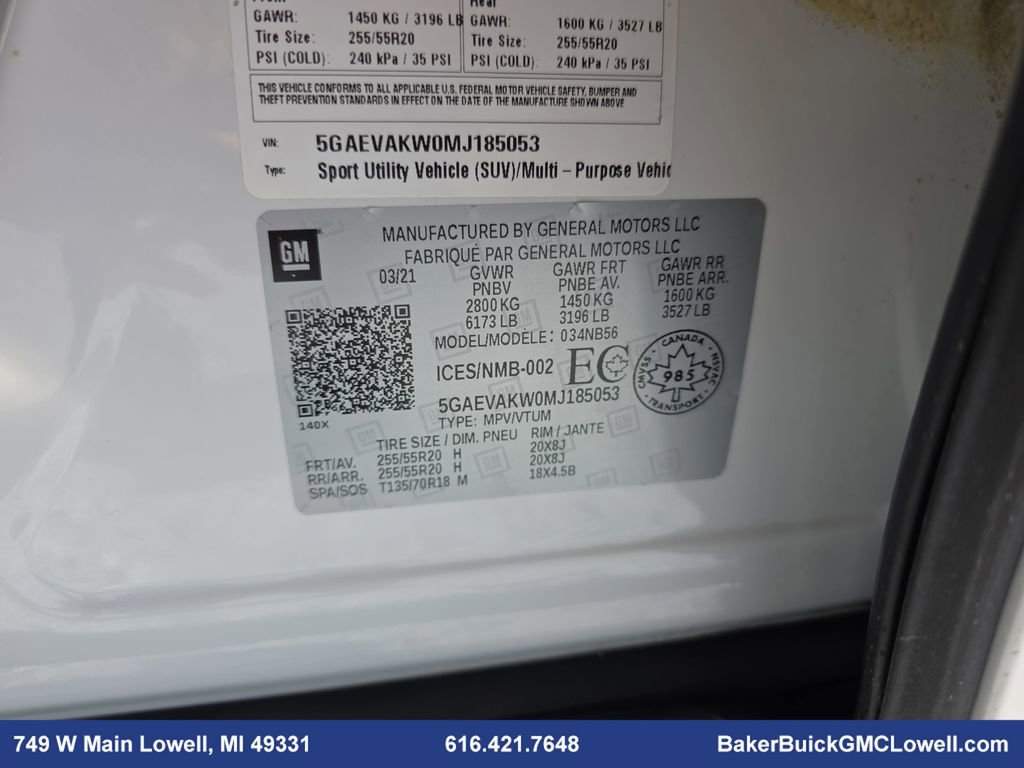 GAWR: 1450 KG / 3196 LB GAWR: 1600 KG / 3527 LB
Tire Size: 255/55R20 Tire Size: 255/55R20
PSI (COLD): 240 kPa / 35 PSI PSI (COLD): 240 kPa / 35 PSI
THIS VEHICLE CONFORMS TO ALL APPLICABLE U.S. FEDERAL MOTOR VEHICLE SAFETY, BUMPER AND
THEFT PREVENTION STANDARDS IN EFFECT ON THE DATE OF THE MANUFACTURE SHOWN ABOVE
VIN: 5GAEVAKW0MJ185053
Type: Sport Utility Vehicle (SUV)/Multi – Purpose Vehic
GM
MANUFACTURED BY GENERAL MOTORS LLC
FABRIQUÉ PAR GENERAL MOTORS LLC
03/21 GVWR GAWR FRT GAWR RR
PNBV PNBE AV. PNBE ARR.
2800 KG 1450 KG 1600 KG
6173 LB 3196 LB 3527 LB
MODEL/MODÈLE: 034NB56
ICES/NMB-002 EC
CANADA
CMVSS NSVAC
985
TRANSPORT
5GAEVAKW0MJ185053
TYPE: MPV/VTUM
140X
TIRE SIZE / DIM. PNEU RIM / JANTE
FRT/AV. 255/55R20 H 20X8J
RR/ARR. 255/55R20 H 20X8J
SPA/SOS T135/70R18 M 18X4.5B
749 W Main Lowell, MI 49331 616.421.7648 BakerBuickGMCLowell.com